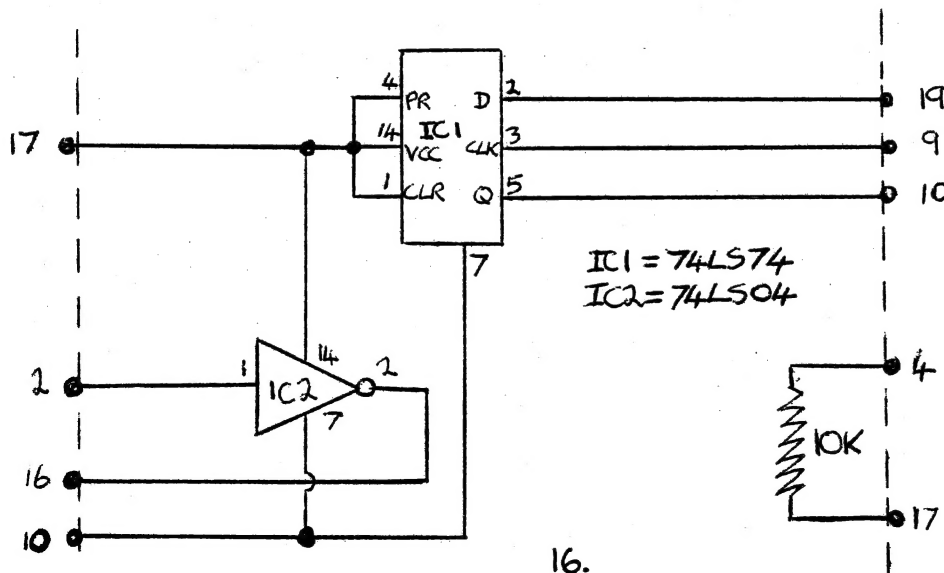 4 PR D 2 19
17 14 VCC IC1 CLK 3 9
1 CLR Q 5 10
7
IC1 = 74LS74
IC2 = 74LS04
2 1 IC2 14 7 2
4
10K
17
16
10
16.